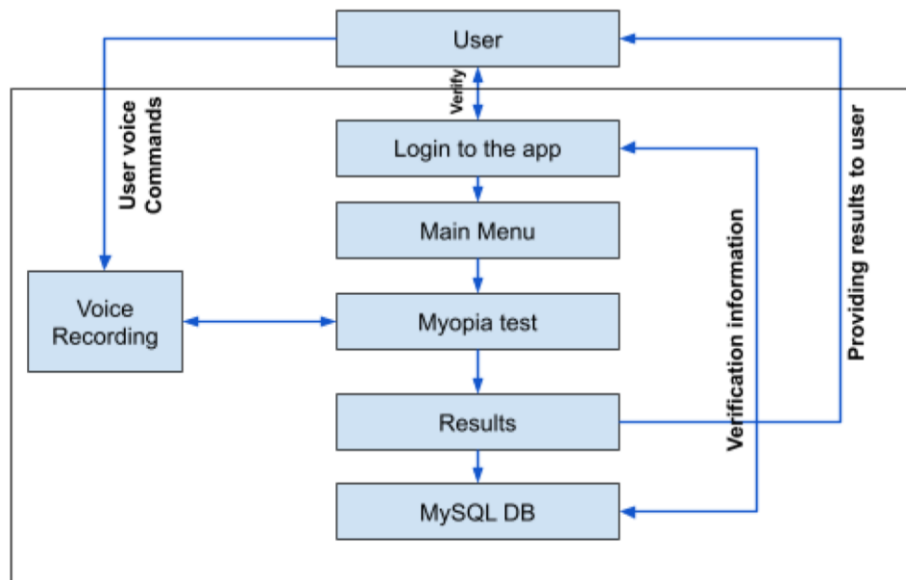 User
Verify
User voice
Commands
Login to the app
Main Menu
Voice
Recording
Myopia test
Results
MySQL DB
Verification information
Providing results to user